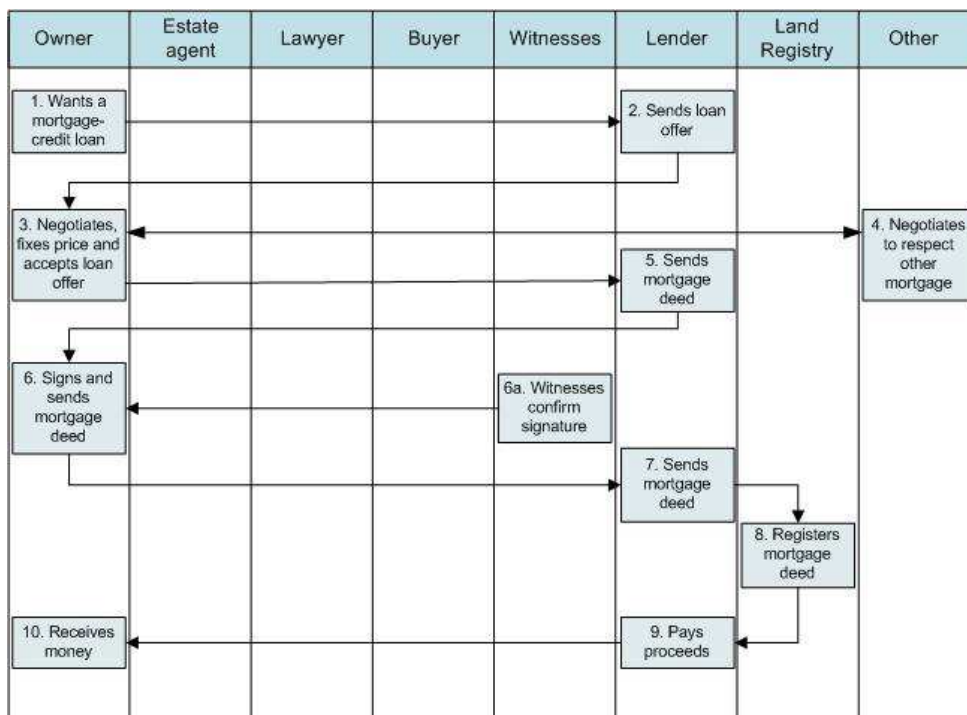 Owner
Estate
agent
Lawyer
Buyer
Witnesses
Lender
Land
Registry
Other
1. Wants a
mortgage-
credit loan
2. Sends loan
offer
3. Negotiates,
fixes price and
accepts loan
offer
4. Negotiates
to respect
other
mortgage
5. Sends
mortgage
deed
6. Signs and
sends
mortgage
deed
6a. Witnesses
confirm
signature
7. Sends
mortgage
deed
8. Registers
mortgage
deed
10. Receives
money
9. Pays
proceeds